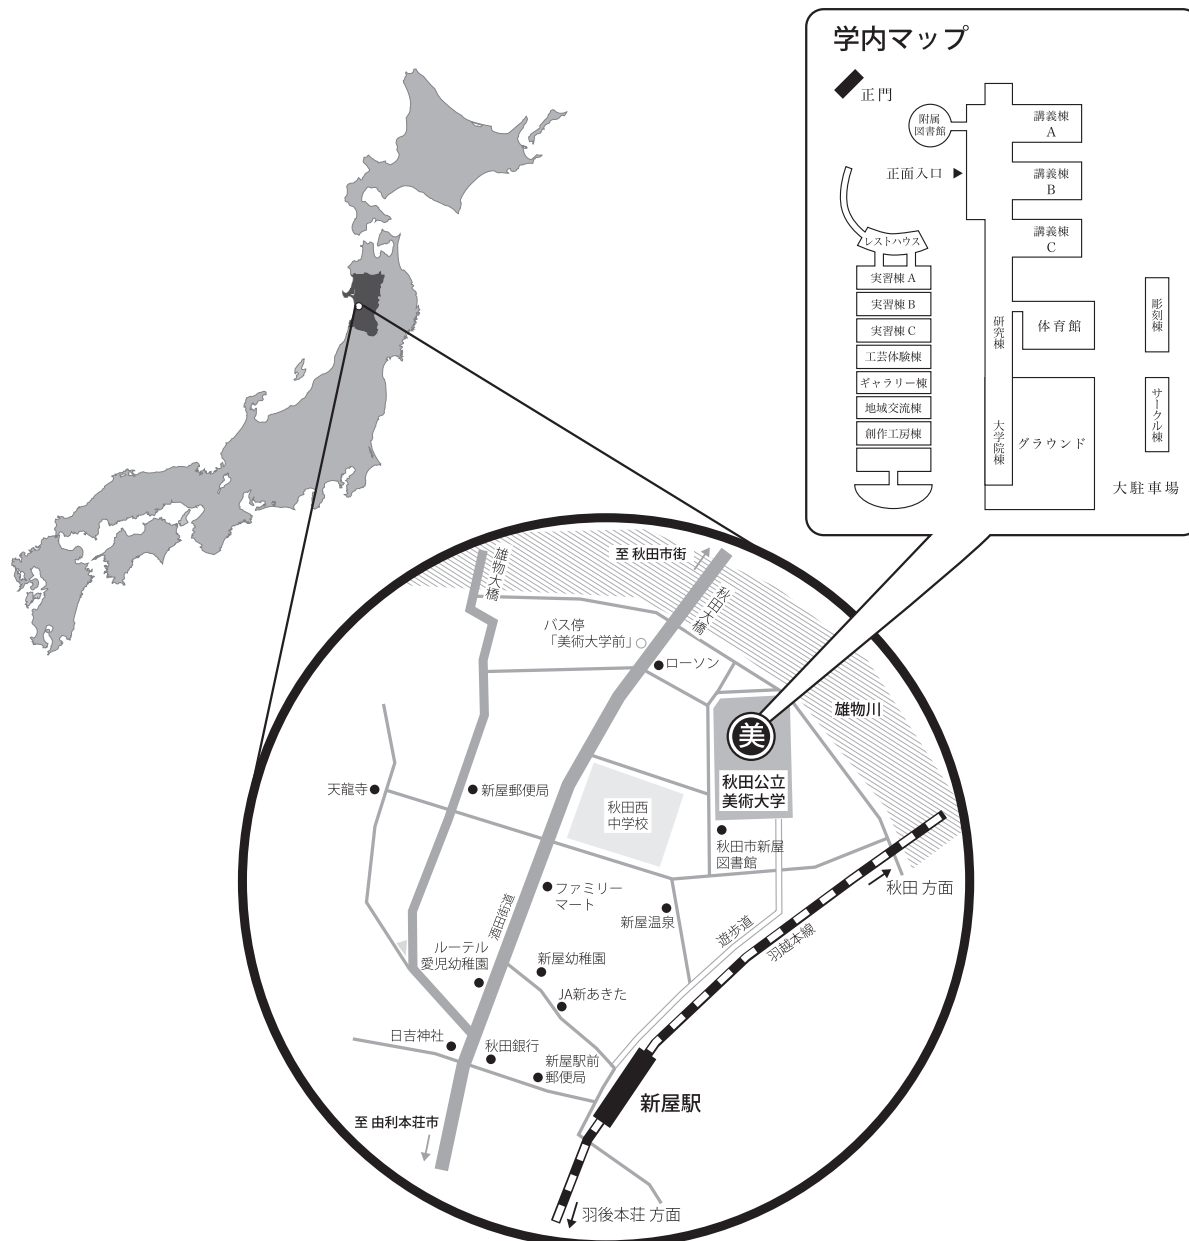 学内マップ
正門
附属
図書館
正面入口
講義棟
A
講義棟
B
講義棟
C
レストハウス
実習棟 A
実習棟 B
実習棟 C
工芸体験棟
ギャラリー棟
地域交流棟
創作工房棟
研究棟
大学院棟
体育館
グラウンド
彫刻棟
サークル棟
大駐車場
至 秋田市街
雄物大橋
秋田大橋
バス停
「美術大学前」
ローソン
雄物川
美
秋田公立
美術大学
天龍寺
新屋郵便局
秋田西
中学校
秋田市新屋
図書館
秋田 方面
ファミリー
マート
新屋温泉
酒田街道
遊歩道
羽越本線
ルーテル
愛児幼稚園
新屋幼稚園
JA新あきた
日吉神社
秋田銀行
新屋駅前
郵便局
新屋駅
至 由利本荘市
羽後本荘 方面